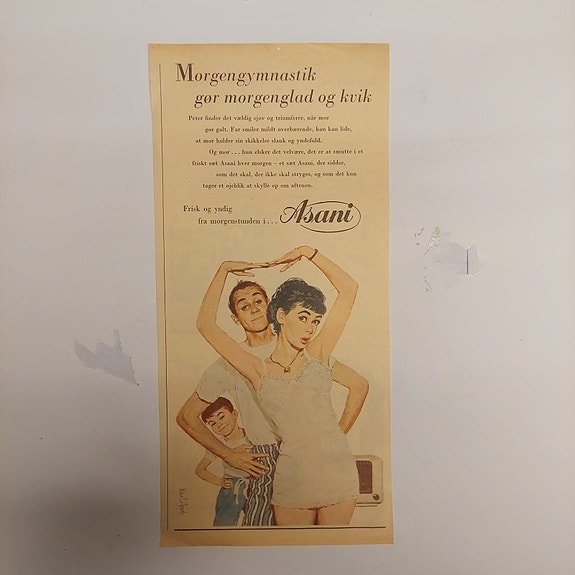 Morgengymnastik
gør morgenglad og kvik
Peter finder det vældig sjov og triumferer, når mor
gør galt. Far smiler mildt overbærende, han kan lide,
at mor holder sin skikkelse slank og yndefuld.
Og mor ... hun elsker det velvære, det er at smutte i et
friskt sæt Asani hver morgen – et sæt Asani, der sidder,
som det skal, der ikke skal stryges, og som det kun
tager et øjeblik at skylle op om aftenen.
Frisk og yndig
fra morgenstunden i ...
Asani